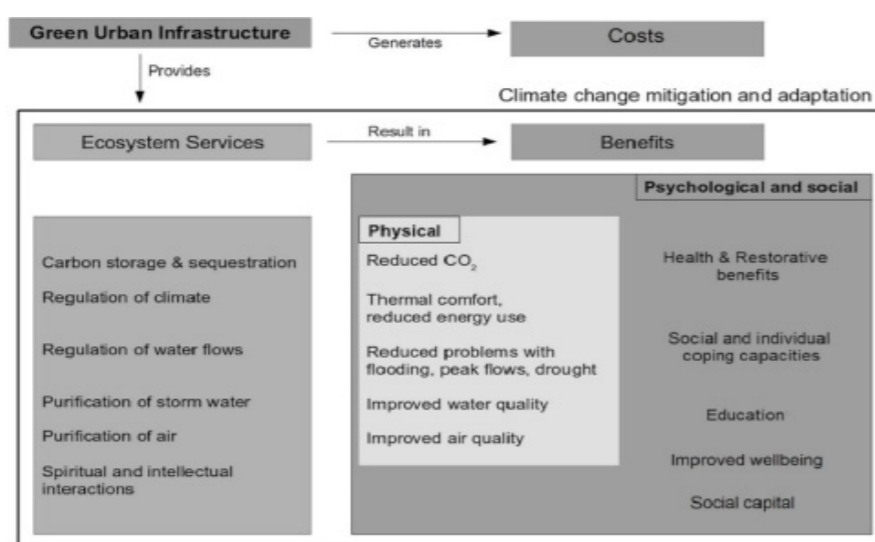 Green Urban Infrastructure
Generates
Costs
Provides
Climate change mitigation and adaptation
Ecosystem Services
Result in
Benefits
Carbon storage & sequestration
Regulation of climate
Regulation of water flows
Purification of storm water
Purification of air
Spiritual and intellectual
interactions
Physical
Reduced CO₂
Thermal comfort,
reduced energy use
Reduced problems with
flooding, peak flows, drought
Improved water quality
Improved air quality
Psychological and social
Health & Restorative
benefits
Social and individual
coping capacities
Education
Improved wellbeing
Social capital